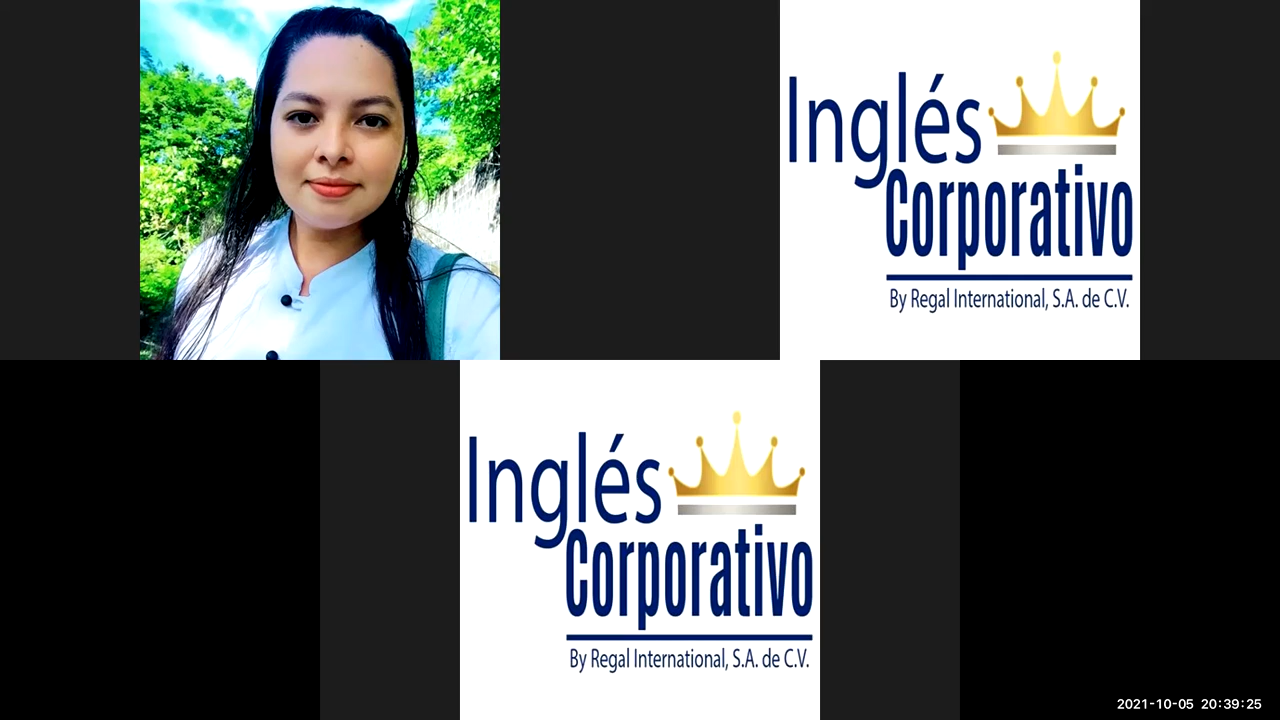 Inglés
Corporativo
By Regal International, S.A. de C.V.
Inglés
Corporativo
By Regal International, S.A. de C.V.
2021-10-05 20:39:25